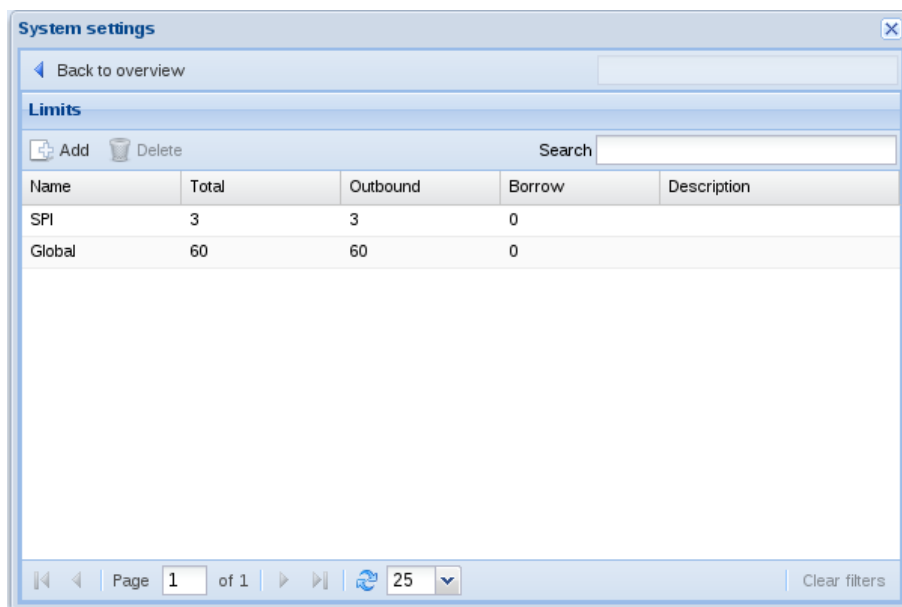 System settings
Back to overview
Limits
Add Delete Search
Name Total Outbound Borrow Description
SPI 3 3 0
Global 60 60 0
Page 1 of 1 25 Clear filters